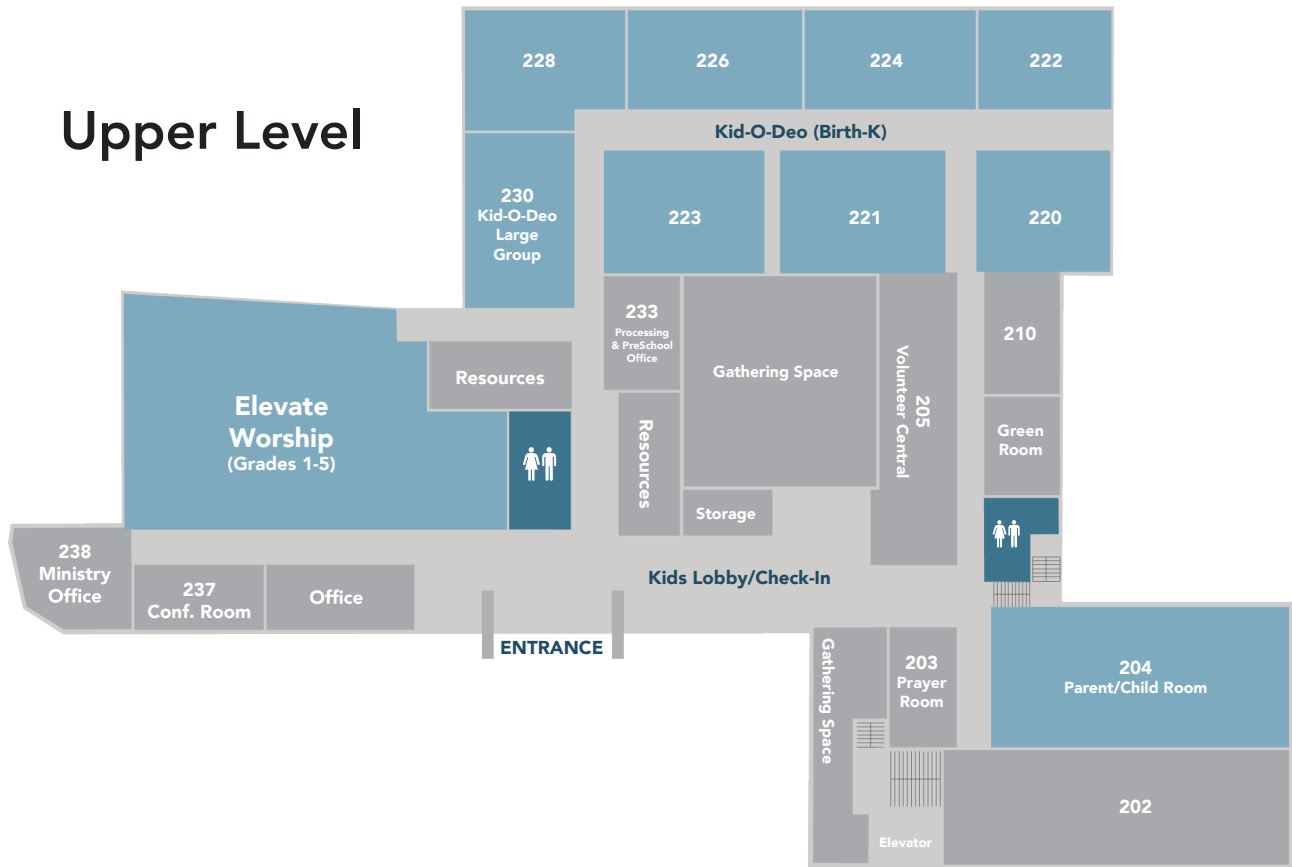 Upper Level
228
226
224
222
Kid-O-Deo (Birth-K)
230
Kid-O-Deo
Large
Group
223
221
220
233
Processing
& PreSchool
Office
Gathering Space
205
Volunteer Central
210
Resources
Elevate
Worship
(Grades 1-5)
Resources
Green
Room
Storage
238
Ministry
Office
237
Conf. Room
Office
Kids Lobby/Check-In
ENTRANCE
Gathering Space
203
Prayer
Room
204
Parent/Child Room
202
Elevator